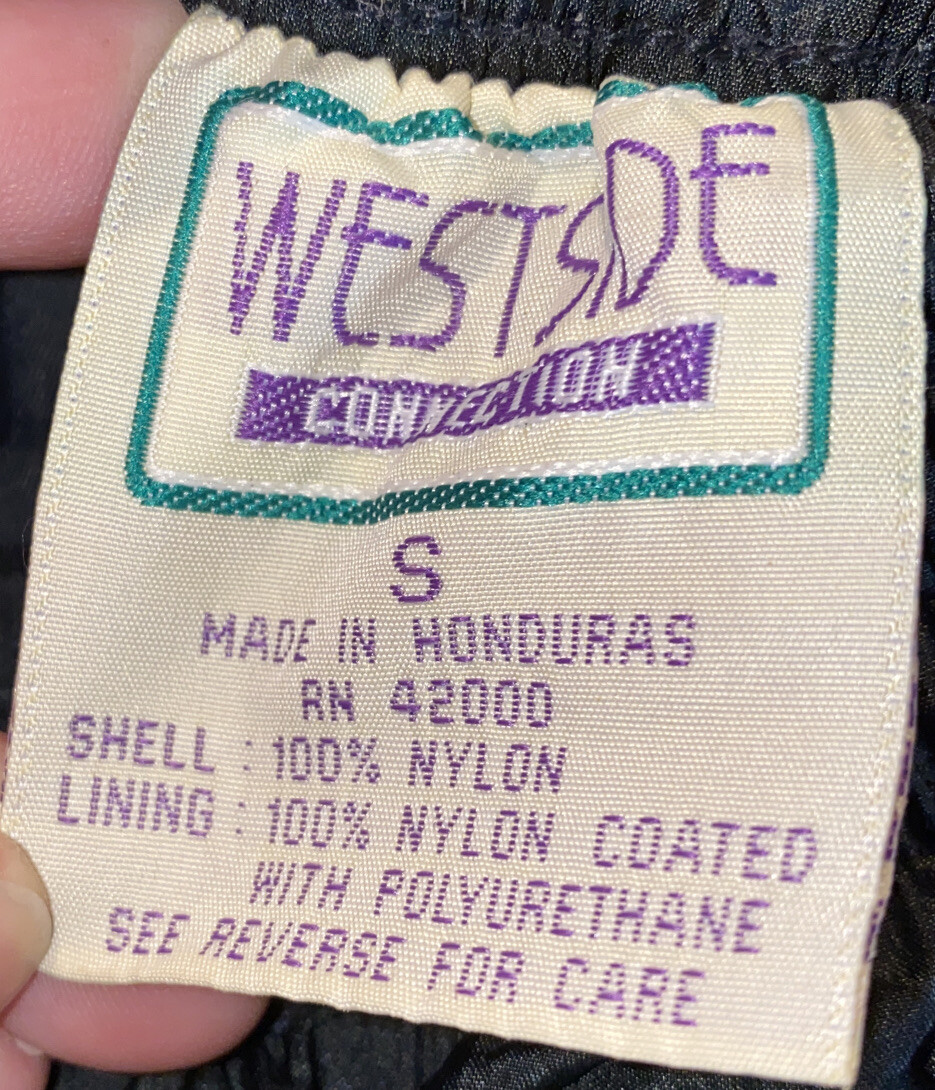 WESTSIDE
CONNECTION
S
MADE IN HONDURAS
RN 42000
SHELL : 100% NYLON
LINING : 100% NYLON COATED
WITH POLYURETHANE
SEE REVERSE FOR CARE